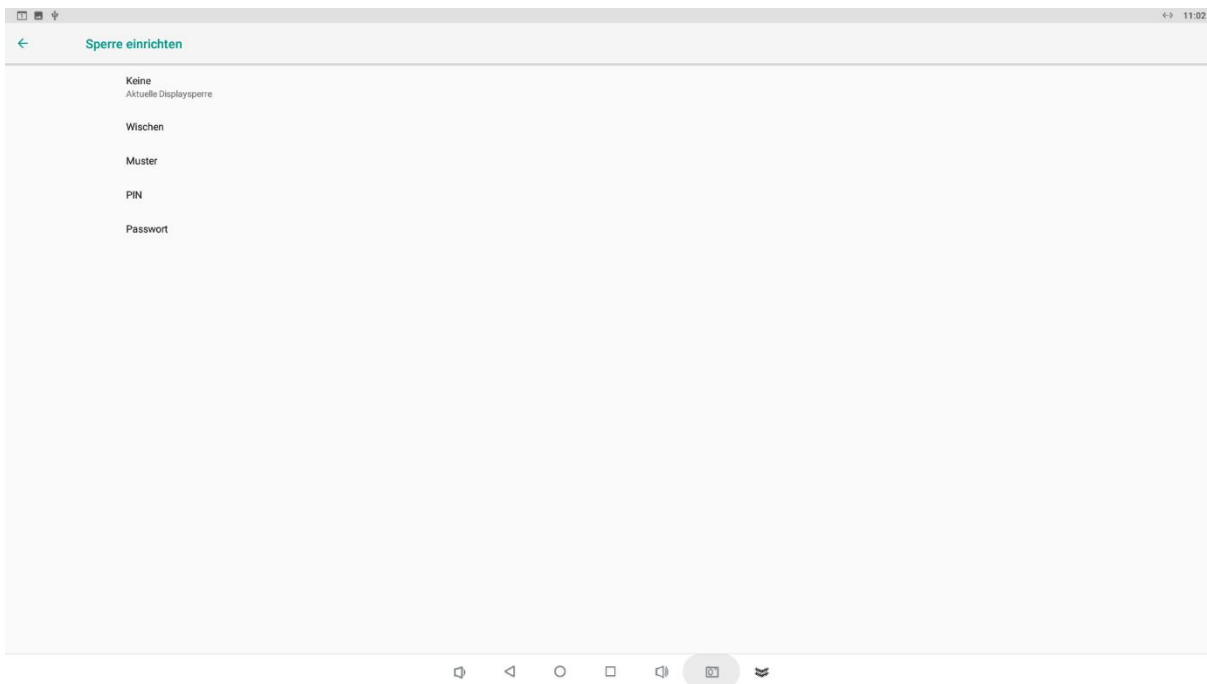 11:02
Sperre einrichten
Keine
Aktuelle Displaysperre
Wischen
Muster
PIN
Passwort